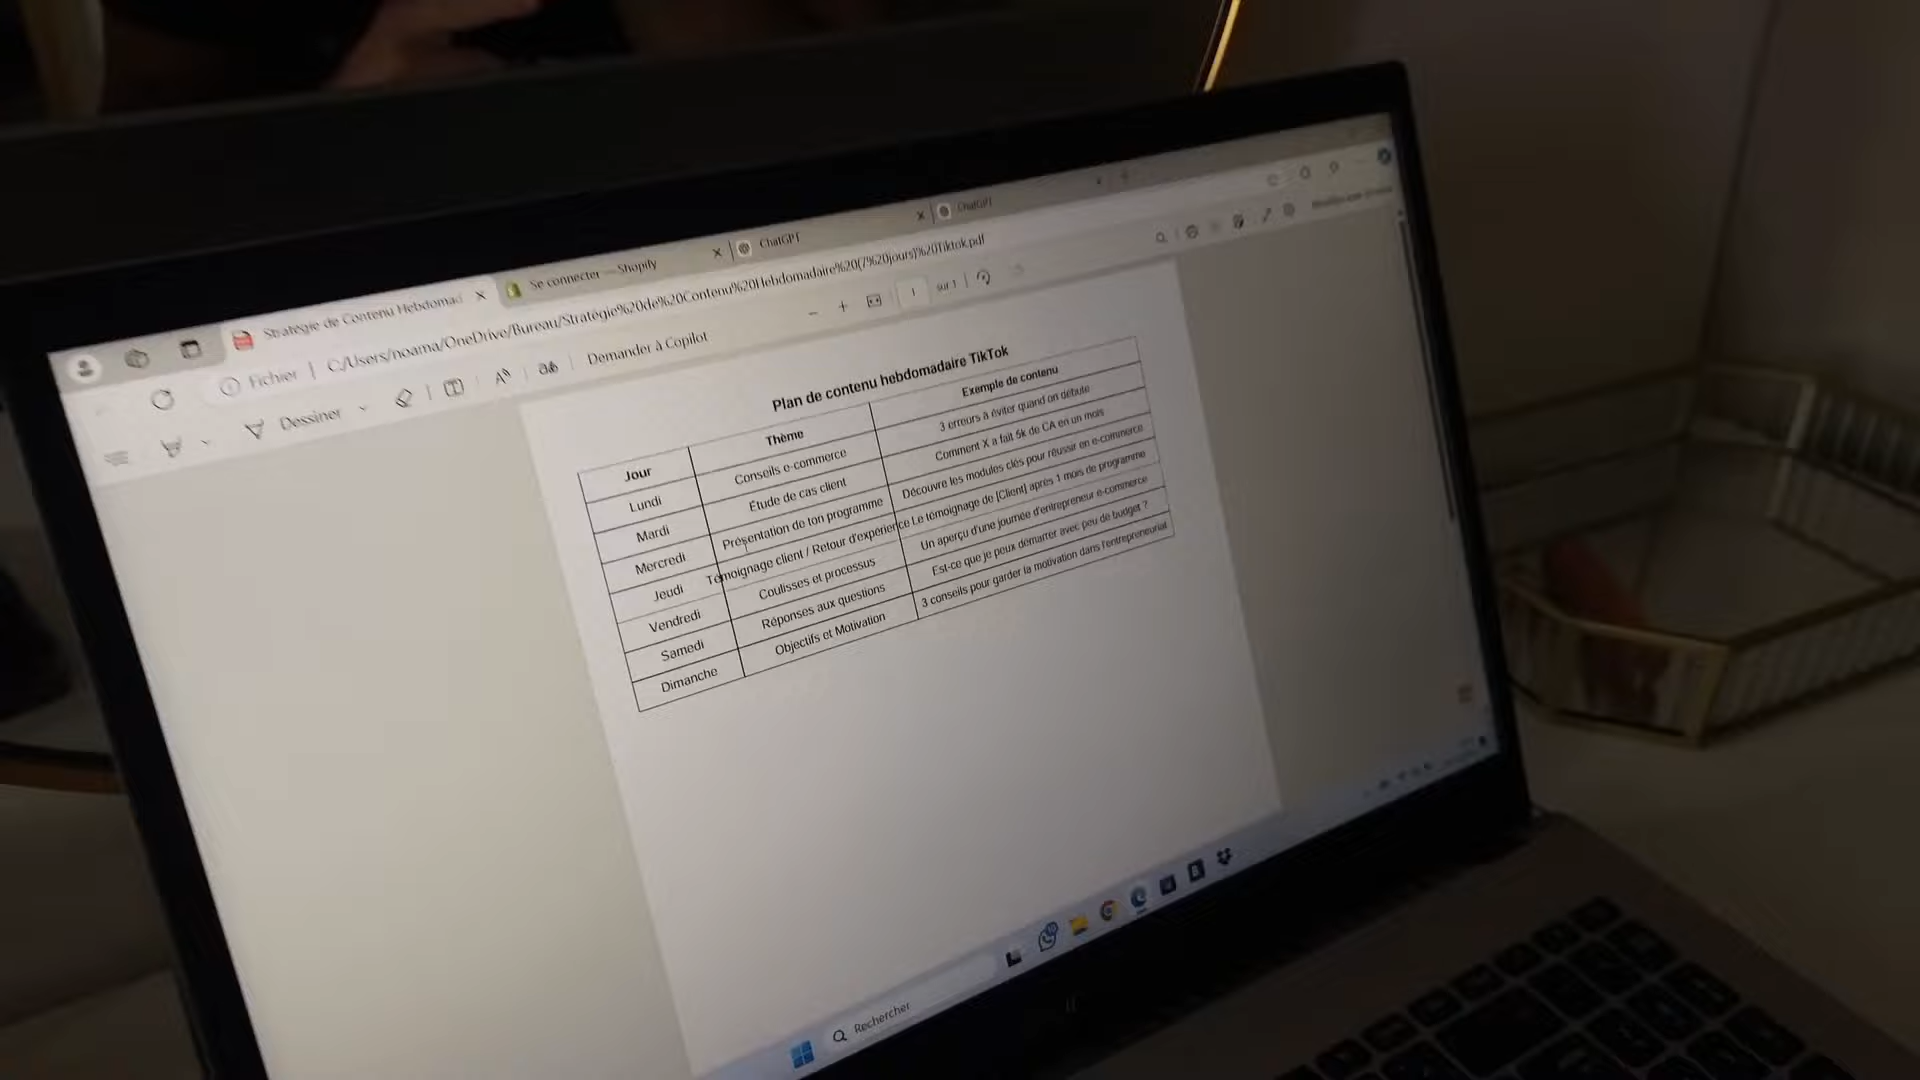 Stratégie de Contenu Hebdomad
Se connecter — Shopify
ChatGPT
ChatGPT
Fichier | C:/Users/noama/OneDrive/Bureau/Stratégie%20de%20Contenu%20Hebdomadaire%20(7%20jours)%20Tiktok.pdf
Dessiner
Demander à Copilot
1 sur 1
Plan de contenu hebdomadaire TikTok
Jour Thème Exemple de contenu
Lundi Conseils e-commerce 3 erreurs à éviter quand on débute
Mardi Étude de cas client Comment X a fait 5k de CA en un mois
Mercredi Présentation de ton programme Découvre les modules clés pour réussir en e-commerce
Jeudi Témoignage client / Retour d'expérience Le témoignage de [Client] après 1 mois de programme
Vendredi Coulisses et processus Un aperçu d'une journée d'entrepreneur e-commerce
Samedi Réponses aux questions Est-ce que je peux démarrer avec peu de budget ?
Dimanche Objectifs et Motivation 3 conseils pour garder la motivation dans l'entrepreneuriat
Rechercher